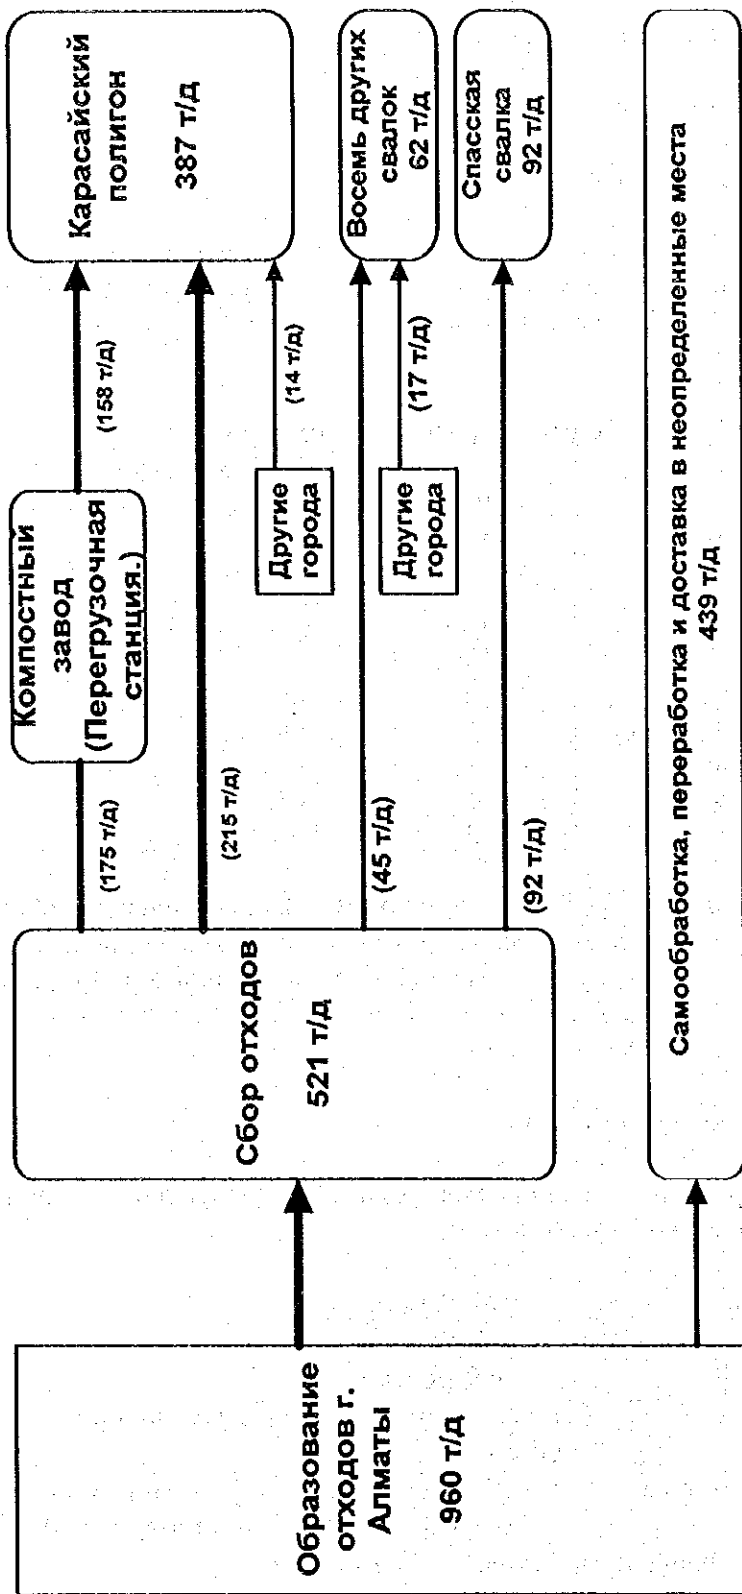 Образование
отходов г.
Алматы
960 т/д
Сбор отходов
521 т/д
(175 т/д)
(215 т/д)
(45 т/д)
(92 т/д)
Компостный
завод
(Перегрузочная
станция.)
Другие
города
Другие
города
(158 т/д)
(14 т/д)
(17 т/д)
Карасайский
полигон
387 т/д
Восемь других
свалок
62 т/д
Спасская
свалка
92 т/д
Самообработка, переработка и доставка в неопределенные места
439 т/д